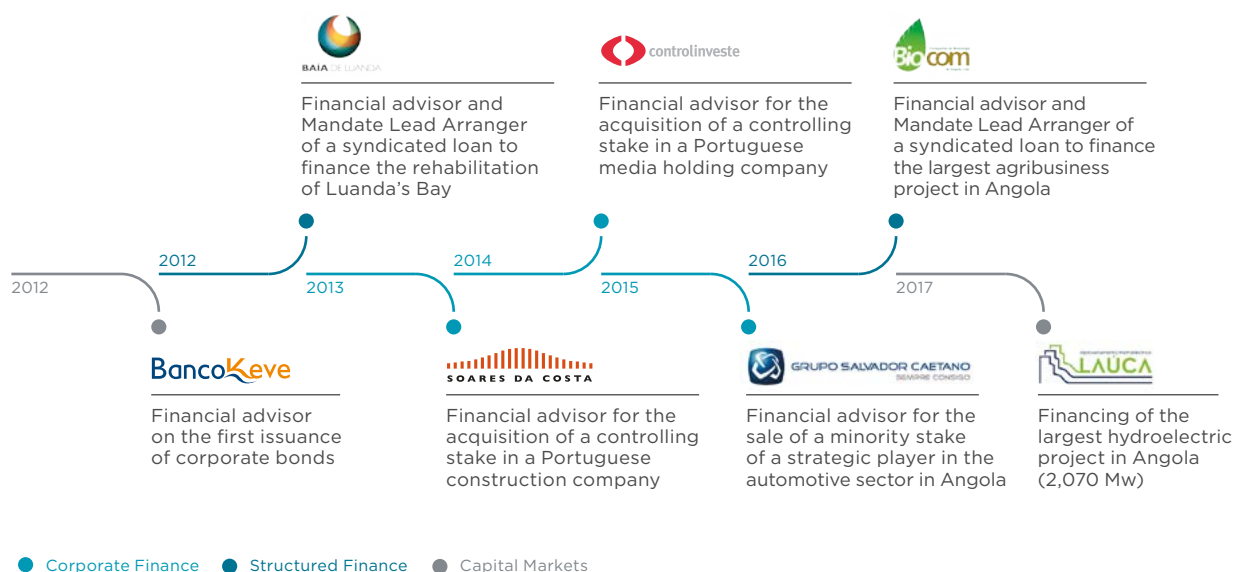 BAÍA DE LUANDA
Financial advisor and
Mandate Lead Arranger
of a syndicated loan to
finance the rehabilitation
of Luanda's Bay
controlinveste
Financial advisor for the
acquisition of a controlling
stake in a Portuguese
media holding company
Biocom
Financial advisor and
Mandate Lead Arranger of
a syndicated loan to finance
the largest agribusiness
project in Angola
2012
2012
2013
2014
2015
2016
2017
BancoKeve
Financial advisor
on the first issuance
of corporate bonds
SOARES DA COSTA
Financial advisor for the
acquisition of a controlling
stake in a Portuguese
construction company
GRUPO SALVADOR CAETANO
SEMPRE CONSIGO
Financial advisor for the
sale of a minority stake
of a strategic player in the
automotive sector in Angola
LAÚCA
Financing of the
largest hydroelectric
project in Angola
(2,070 Mw)
Corporate Finance
Structured Finance
Capital Markets